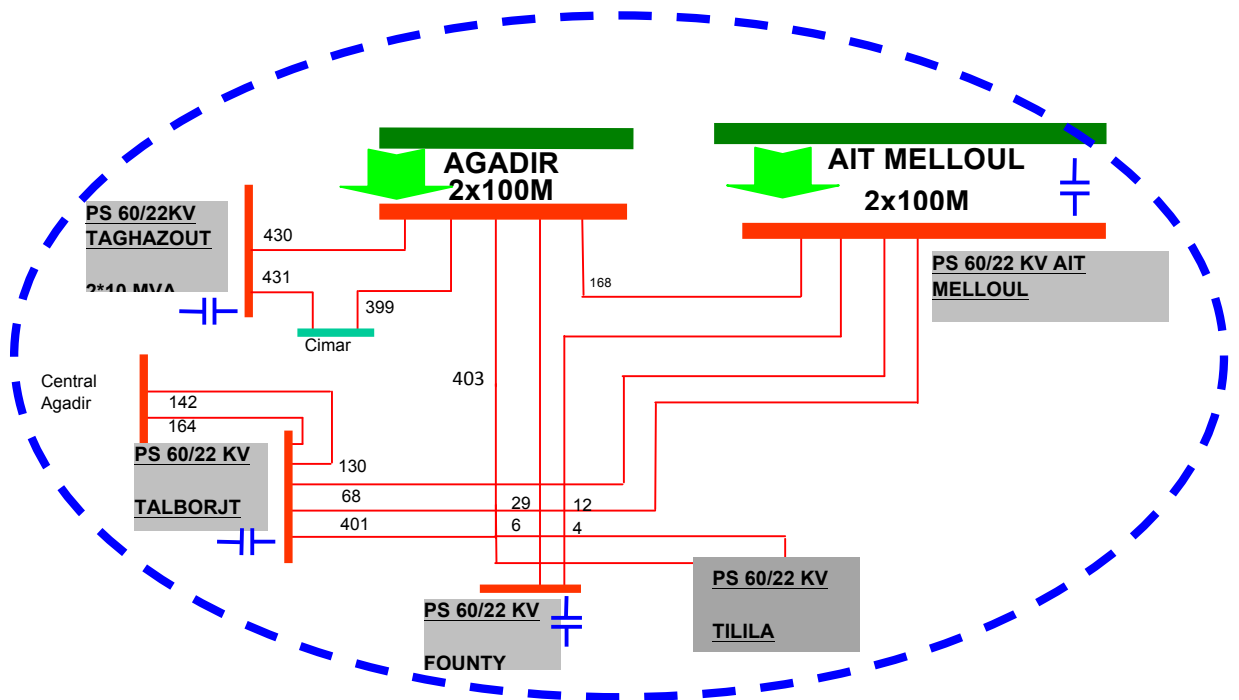 AGADIR
2x100M
AIT MELLOUL
2x100M
PS 60/22KV
TAGHAZOUT
2*10 MVA
430
431
399
Cimar
168
PS 60/22 KV AIT
MELLOUL
403
Central
Agadir
142
164
PS 60/22 KV
TALBORJT
130
68
401
29
6
12
4
PS 60/22 KV
FOUNTY
PS 60/22 KV
TILILA